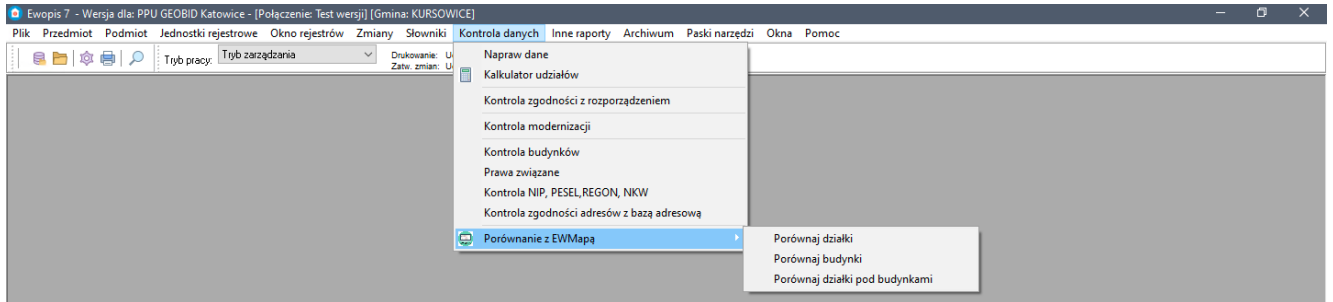 Ewopis 7 - Wersja dla: PPU GEOBID Katowice - [Połączenie: Test wersji] [Gmina: KURSOWICE]
Plik Przedmiot Podmiot Jednostki rejestrowe Okno rejestrów Zmiany Słowniki Kontrola danych Inne raporty Archiwum Paski narzędzi Okna Pomoc
Tryb pracy: Tryb zarządzania
Drukowanie: U
Zatw. zmian: U
Napraw dane
Kalkulator udziałów
Kontrola zgodności z rozporządzeniem
Kontrola modernizacji
Kontrola budynków
Prawa związane
Kontrola NIP, PESEL,REGON, NKW
Kontrola zgodności adresów z bazą adresową
Porównanie z EWMapą
Porównaj działki
Porównaj budynki
Porównaj działki pod budynkami